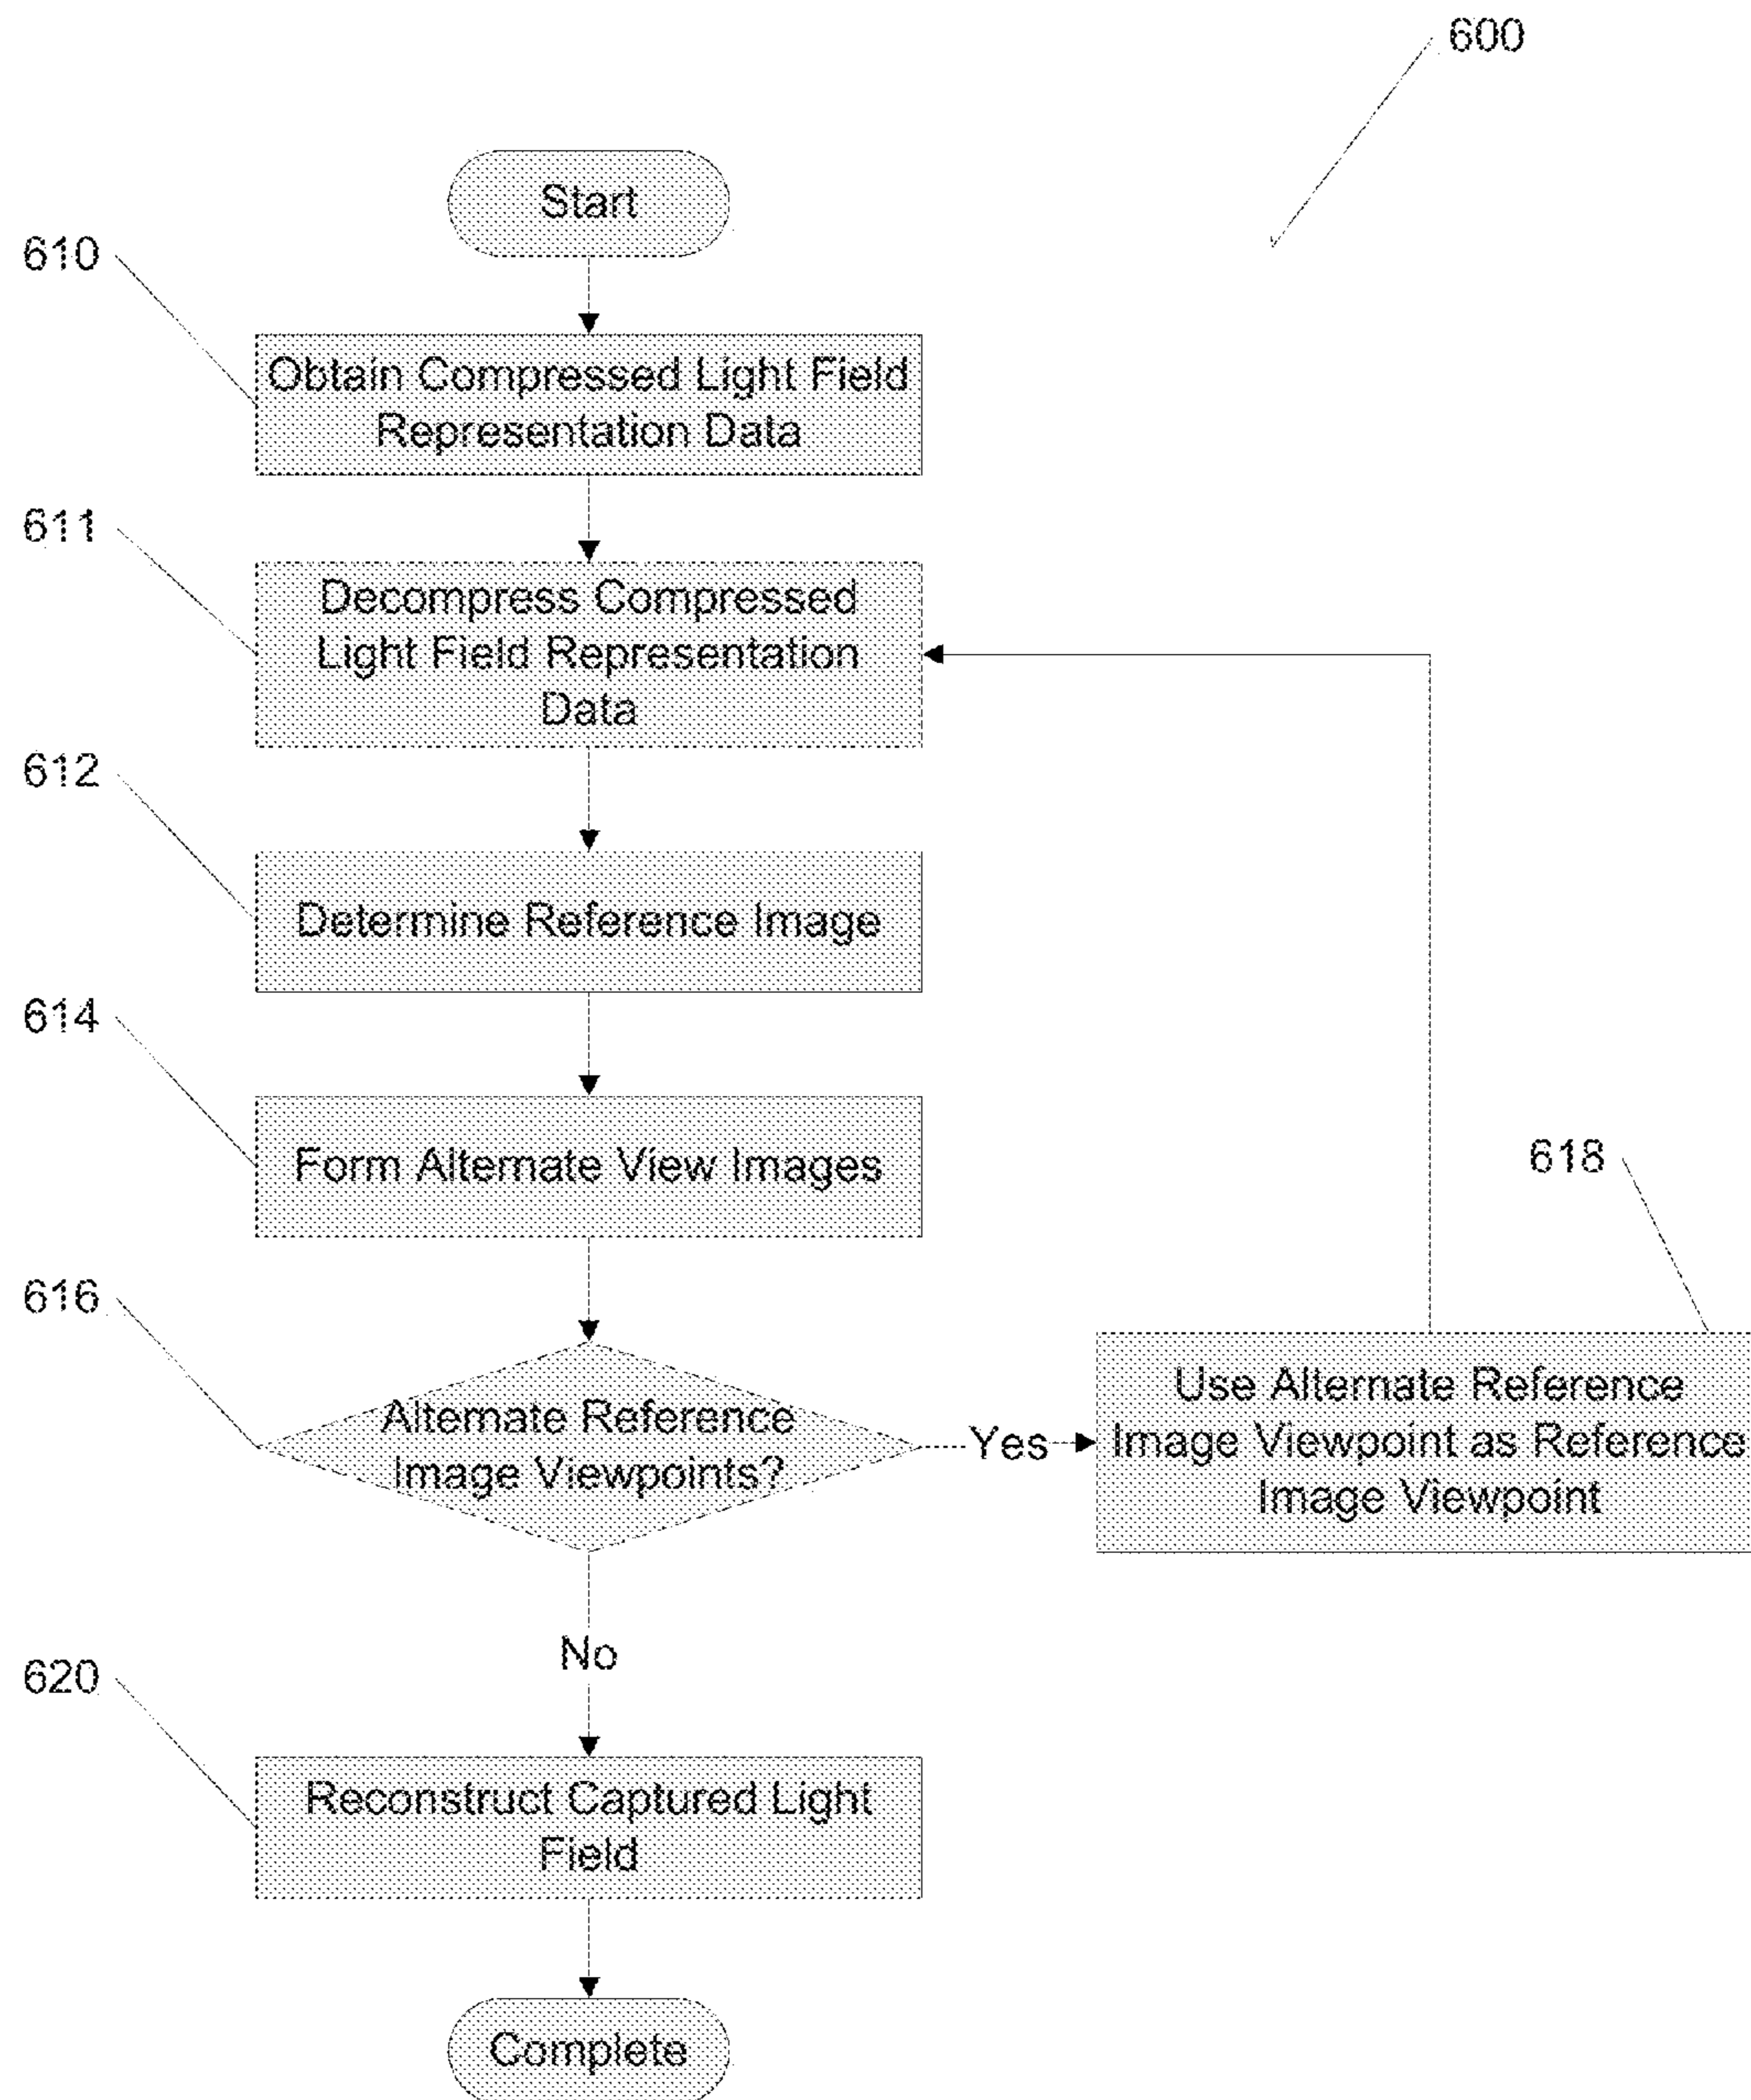 600
Start
610
Obtain Compressed Light Field
Representation Data
611
Decompress Compressed
Light Field Representation
Data
612
Determine Reference Image
614
Form Alternate View Images
616
Alternate Reference
Image Viewpoints?
Yes
618
Use Alternate Reference
Image Viewpoint as Reference
Image Viewpoint
No
620
Reconstruct Captured Light
Field
Complete